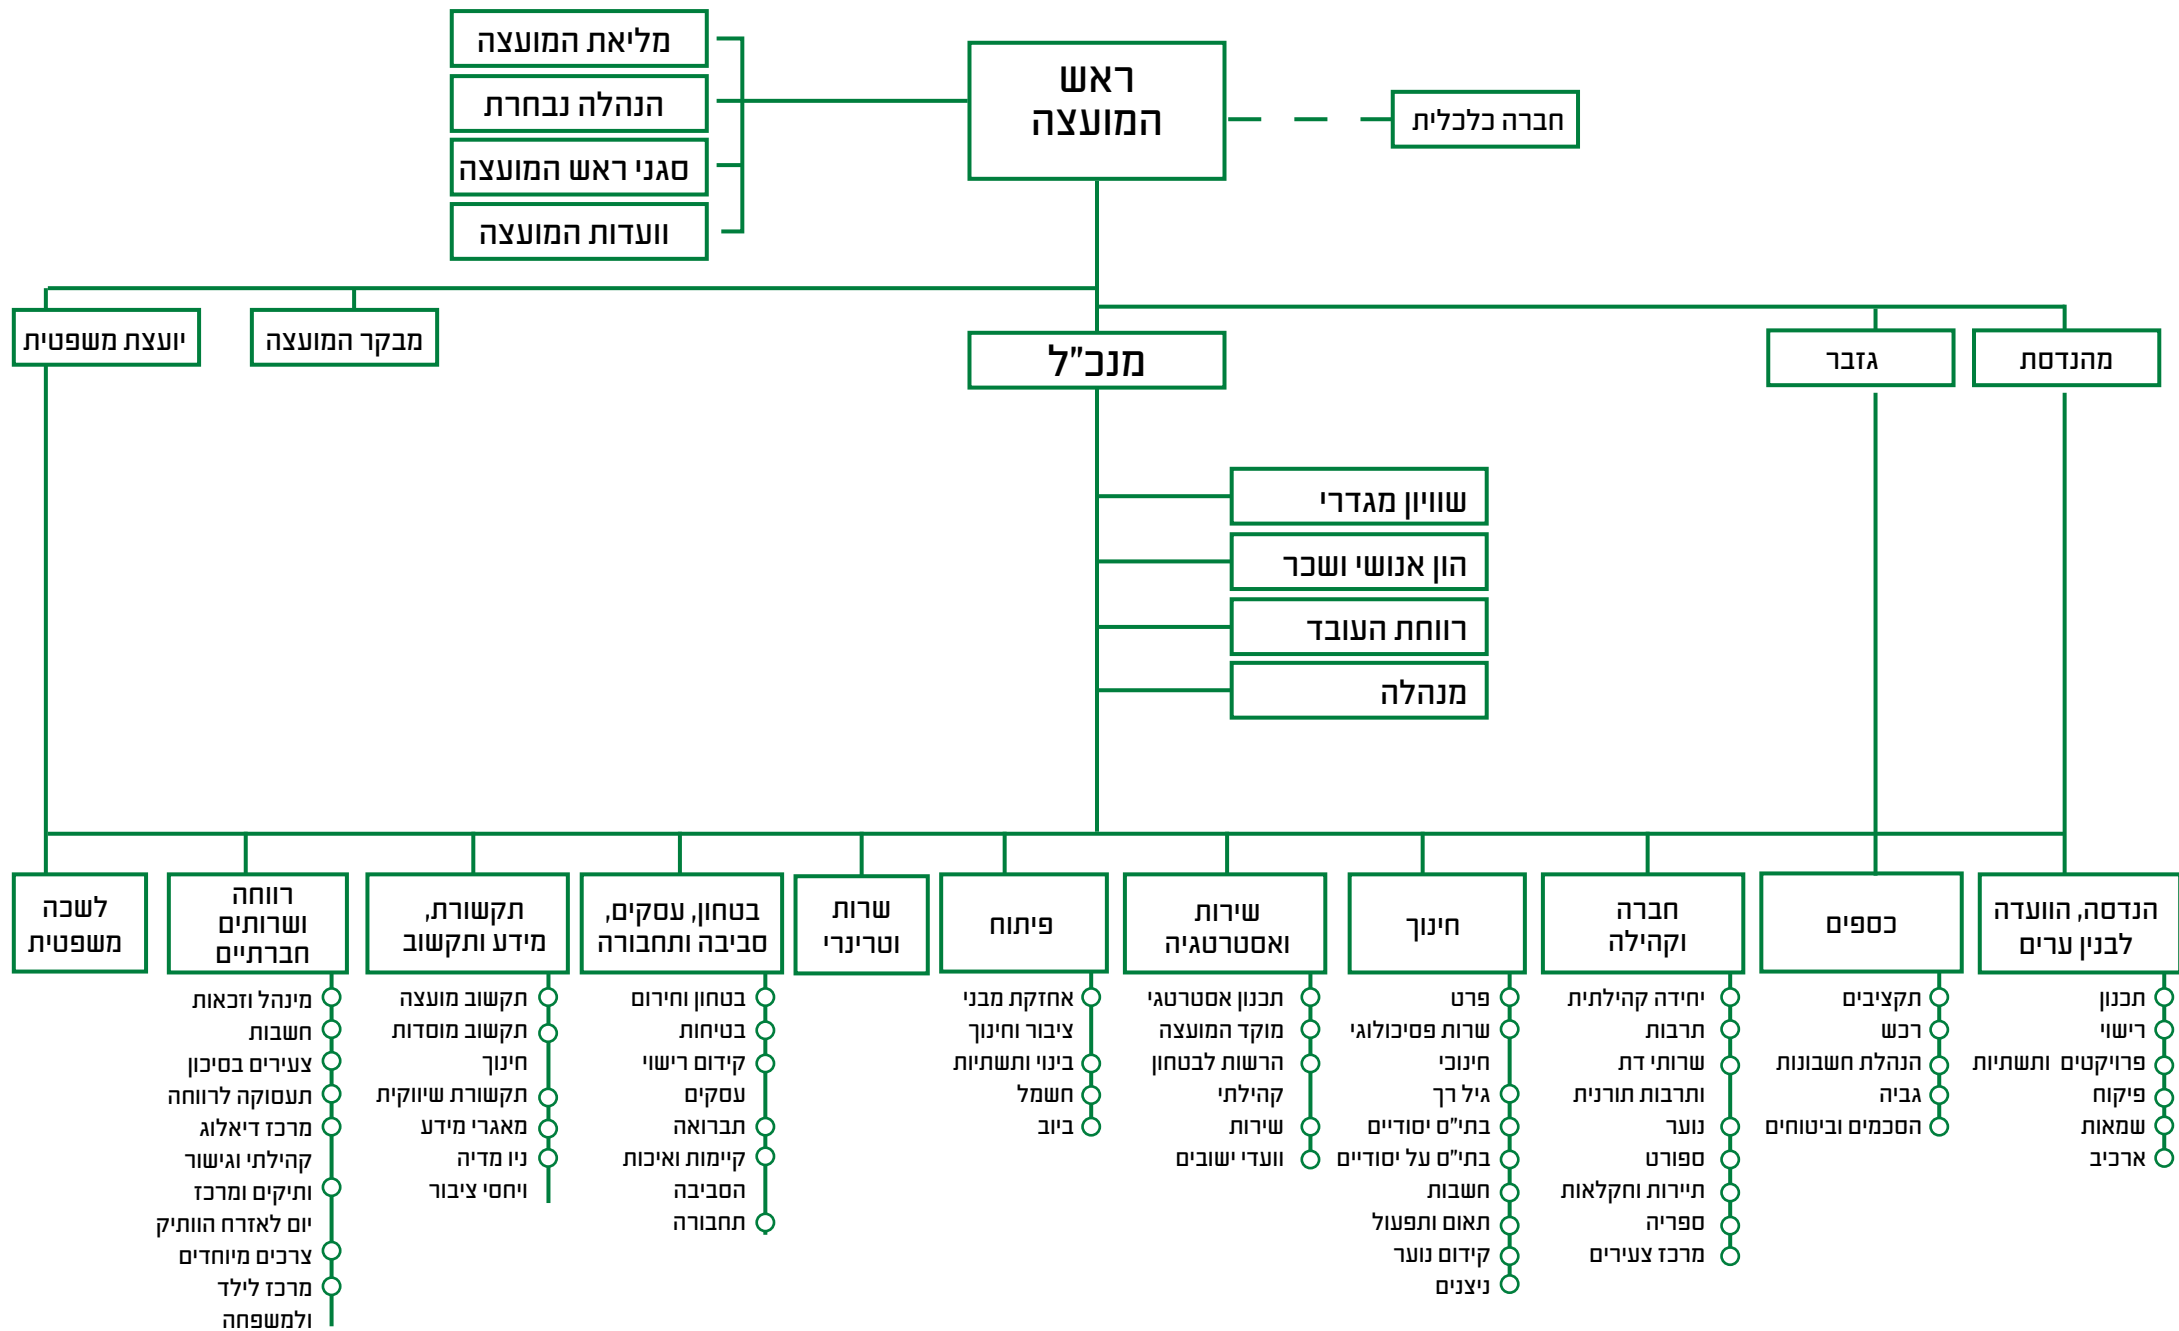 ראש
המועצה
חברה כלכלית
מליאת המועצה
הנהלה נבחרת
סגני ראש המועצה
וועדות המועצה
מהנדסת
גזבר
מנכ"ל
מבקר המועצה
יועצת משפטית
שוויון מגדרי
הון אנושי ושכר
רווחת העובד
מנהלה
הנדסה, הוועדה
לבנין ערים
תכנון
רישוי
פרויקטים ותשתיות
פיקוח
שמאות
ארכיב
כספים
תקציבים
רכש
הנהלת חשבונות
גביה
הסכמים וביטוחים
חברה
וקהילה
יחידה קהילתית
תרבות
שרותי דת
ותרבות תורנית
נוער
ספורט
תיירות וחקלאות
ספריה
מרכז צעירים
חינוך
פרט
שרות פסיכולוגי
חינוכי
גיל רך
בתי"ס יסודיים
בתי"ס על יסודיים
חשבות
תאום ותפעול
קידום נוער
ניצנים
שירות
ואסטרטגיה
תכנון אסטרטגי
מוקד המועצה
הרשות לבטחון
קהילתי
שירות
וועדי ישובים
פיתוח
אחזקת מבני
ציבור וחינוך
בינוי ותשתיות
חשמל
ביוב
שרות
וטרינרי
בטחון, עסקים,
סביבה ותחבורה
בטחון וחירום
בטיחות
קידום רישוי
עסקים
תברואה
קיימות ואיכות
הסביבה
תחבורה
תקשורת,
מידע ותקשוב
תקשוב מועצה
תקשוב מוסדות
חינוך
תקשורת שיווקית
מאגרי מידע
ניו מדיה
ויחסי ציבור
רווחה
ושרותים
חברתיים
מינהל וזכאות
חשבות
צעירים בסיכון
תעסוקה לרווחה
מרכז דיאלוג
קהילתי וגישור
ותיקים ומרכז
יום לאזרח הוותיק
צרכים מיוחדים
מרכז לילד
ולמשפחה
לשכה
משפטית